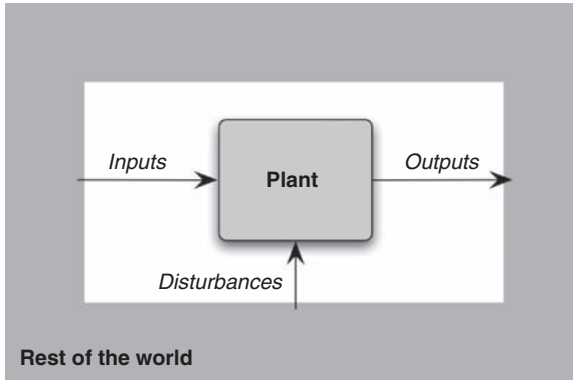 Inputs
Plant
Outputs
Disturbances
Rest of the world